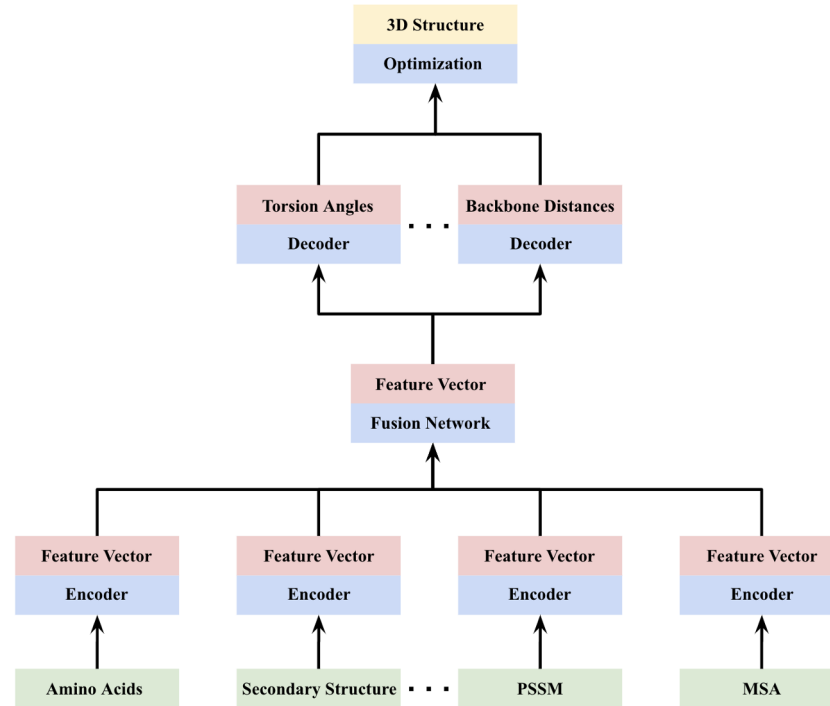 3D Structure
Optimization
Torsion Angles
Backbone Distances
Decoder
. . .
Decoder
Feature Vector
Fusion Network
Feature Vector
Feature Vector
Feature Vector
Feature Vector
Encoder
Encoder
Encoder
Encoder
Amino Acids
Secondary Structure
. . .
PSSM
MSA